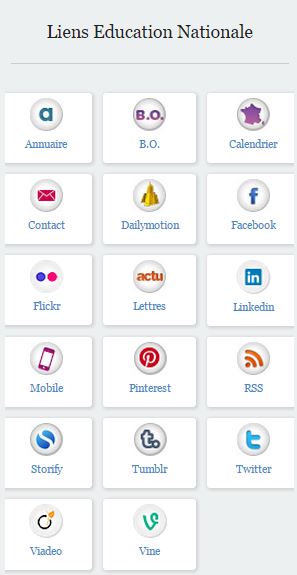 Liens Education Nationale
a B.O.
Annuaire B.O. Calendrier
f
Contact Dailymotion Facebook
actu in
Flickr Lettres Linkedin
Mobile Pinterest RSS
Storify Tumblr Twitter
Viadeo Vine